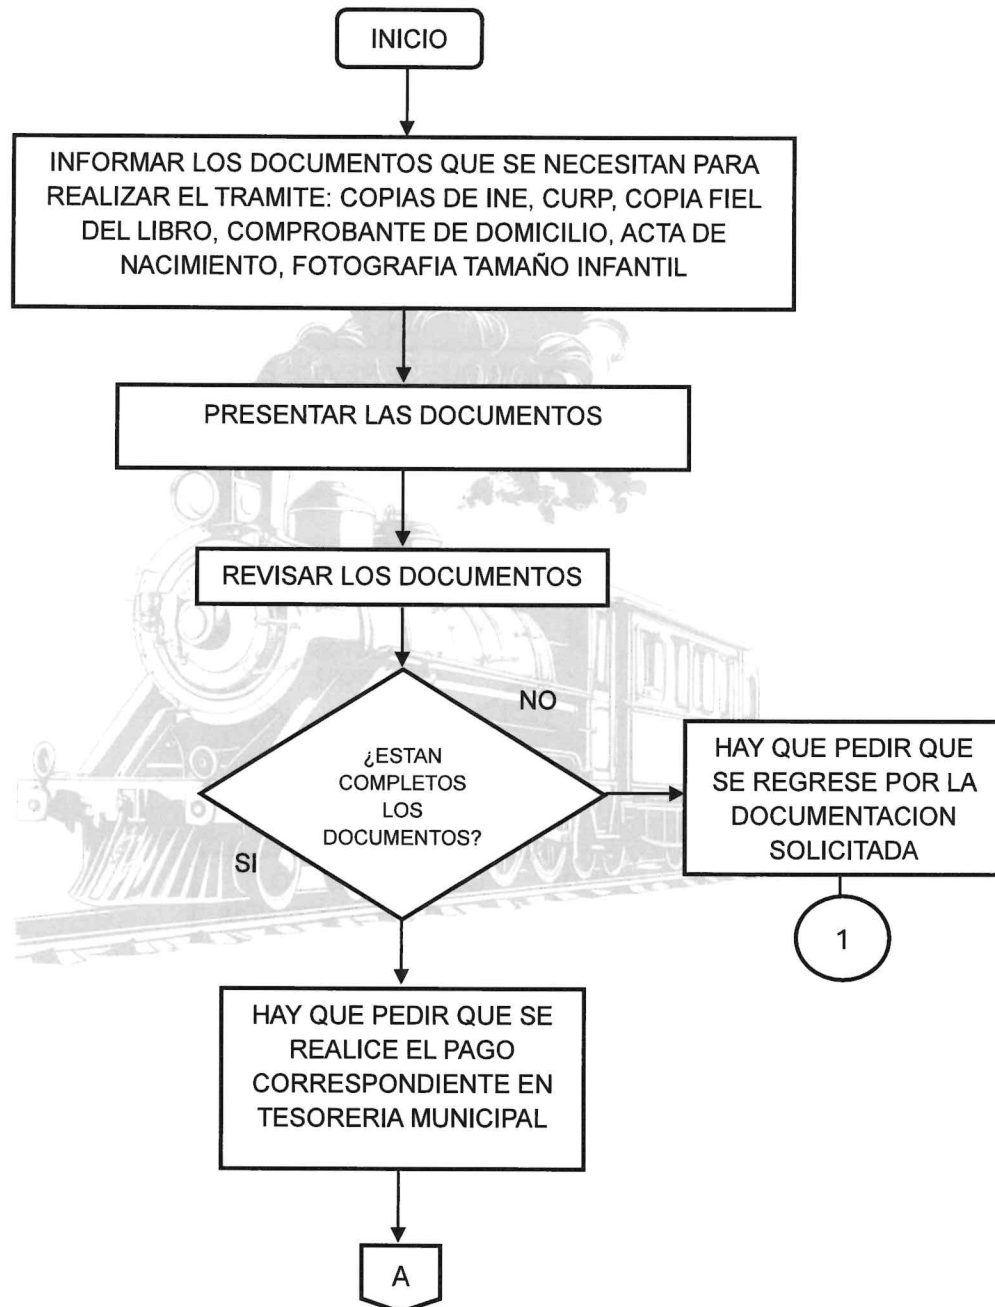 INICIO
INFORMAR LOS DOCUMENTOS QUE SE NECESITAN PARA
REALIZAR EL TRAMITE: COPIAS DE INE, CURP, COPIA FIEL
DEL LIBRO, COMPROBANTE DE DOMICILIO, ACTA DE
NACIMIENTO, FOTOGRAFIA TAMAÑO INFANTIL
PRESENTAR LAS DOCUMENTOS
REVISAR LOS DOCUMENTOS
NO
¿ESTAN
COMPLETOS
LOS
DOCUMENTOS?
SI
HAY QUE PEDIR QUE
SE REGRESE POR LA
DOCUMENTACION
SOLICITADA
1
HAY QUE PEDIR QUE SE
REALICE EL PAGO
CORRESPONDIENTE EN
TESORERIA MUNICIPAL
A